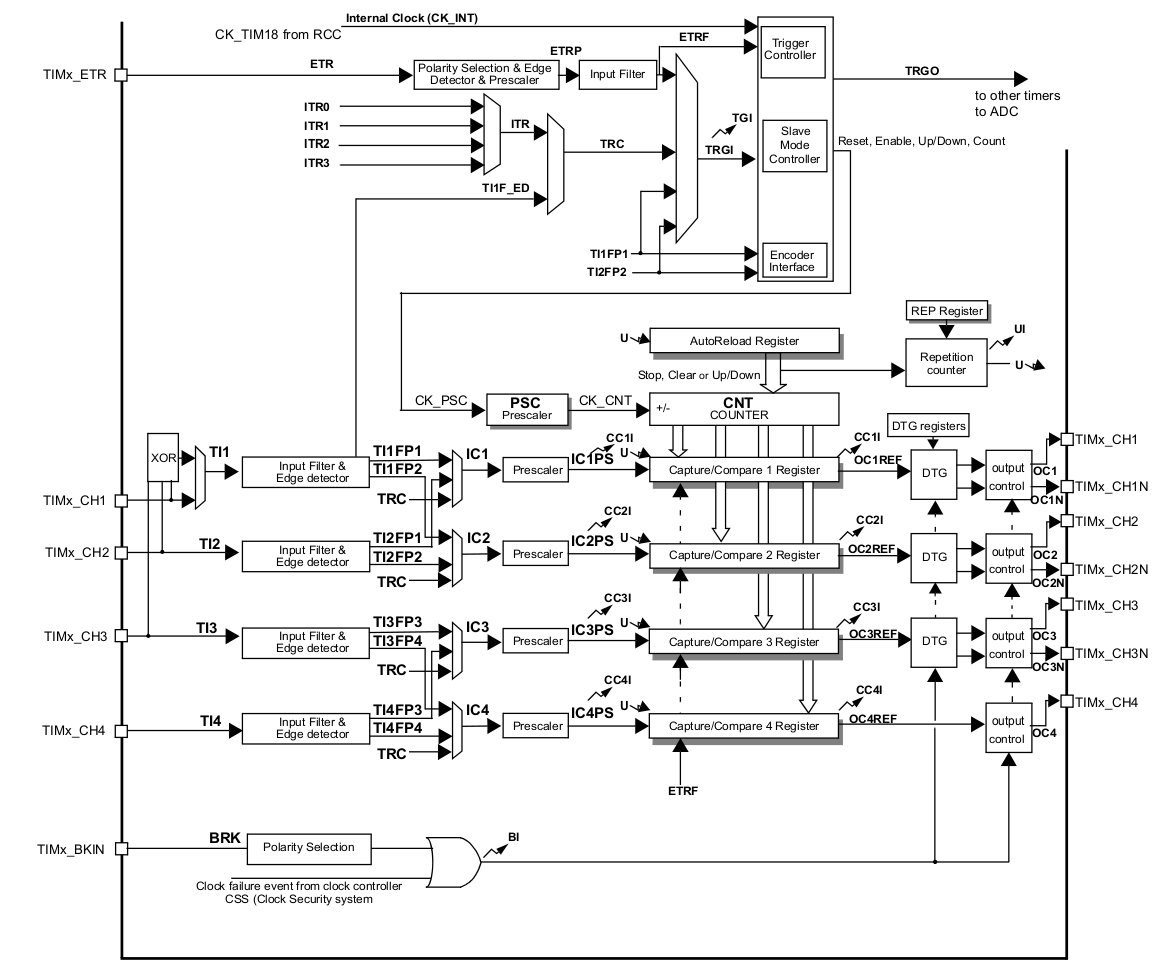 Internal Clock (CK_INT)
CK_TIM18 from RCC
TIMx_ETR
ETR
Polarity Selection & Edge
Detector & Prescaler
ETRP
Input Filter
ETRF
Trigger
Controller
TRGO
to other timers
to ADC
ITR0
ITR1
ITR2
ITR3
ITR
TRC
TI1F_ED
TGI
TRGI
Slave
Mode
Controller
Reset, Enable, Up/Down, Count
TI1FP1
TI2FP2
Encoder
Interface
REP Register
UI
U
AutoReload Register
Repetition
counter
U
Stop, Clear or Up/Down
CK_PSC
PSC
Prescaler
CK_CNT
+/-
CNT
COUNTER
DTG registers
XOR
TI1
Input Filter &
Edge detector
TI1FP1
TI1FP2
TRC
IC1
Prescaler
IC1PS
CC1I
U
Capture/Compare 1 Register
CC1I
OC1REF
DTG
output
control
OC1
OC1N
TIMx_CH1
TIMx_CH1N
TIMx_CH1
TIMx_CH2
TI2
Input Filter &
Edge detector
TI2FP1
TI2FP2
TRC
IC2
Prescaler
IC2PS
CC2I
U
Capture/Compare 2 Register
CC2I
OC2REF
DTG
output
control
OC2
OC2N
TIMx_CH2
TIMx_CH2N
TIMx_CH3
TI3
Input Filter &
Edge detector
TI3FP3
TI3FP4
TRC
IC3
Prescaler
IC3PS
CC3I
U
Capture/Compare 3 Register
CC3I
OC3REF
DTG
output
control
OC3
OC3N
TIMx_CH3
TIMx_CH3N
TIMx_CH4
TI4
Input Filter &
Edge detector
TI4FP3
TI4FP4
TRC
IC4
Prescaler
IC4PS
CC4I
U
Capture/Compare 4 Register
CC4I
OC4REF
output
control
OC4
TIMx_CH4
ETRF
TIMx_BKIN
BRK
Polarity Selection
BI
Clock failure event from clock controller
CSS (Clock Security system